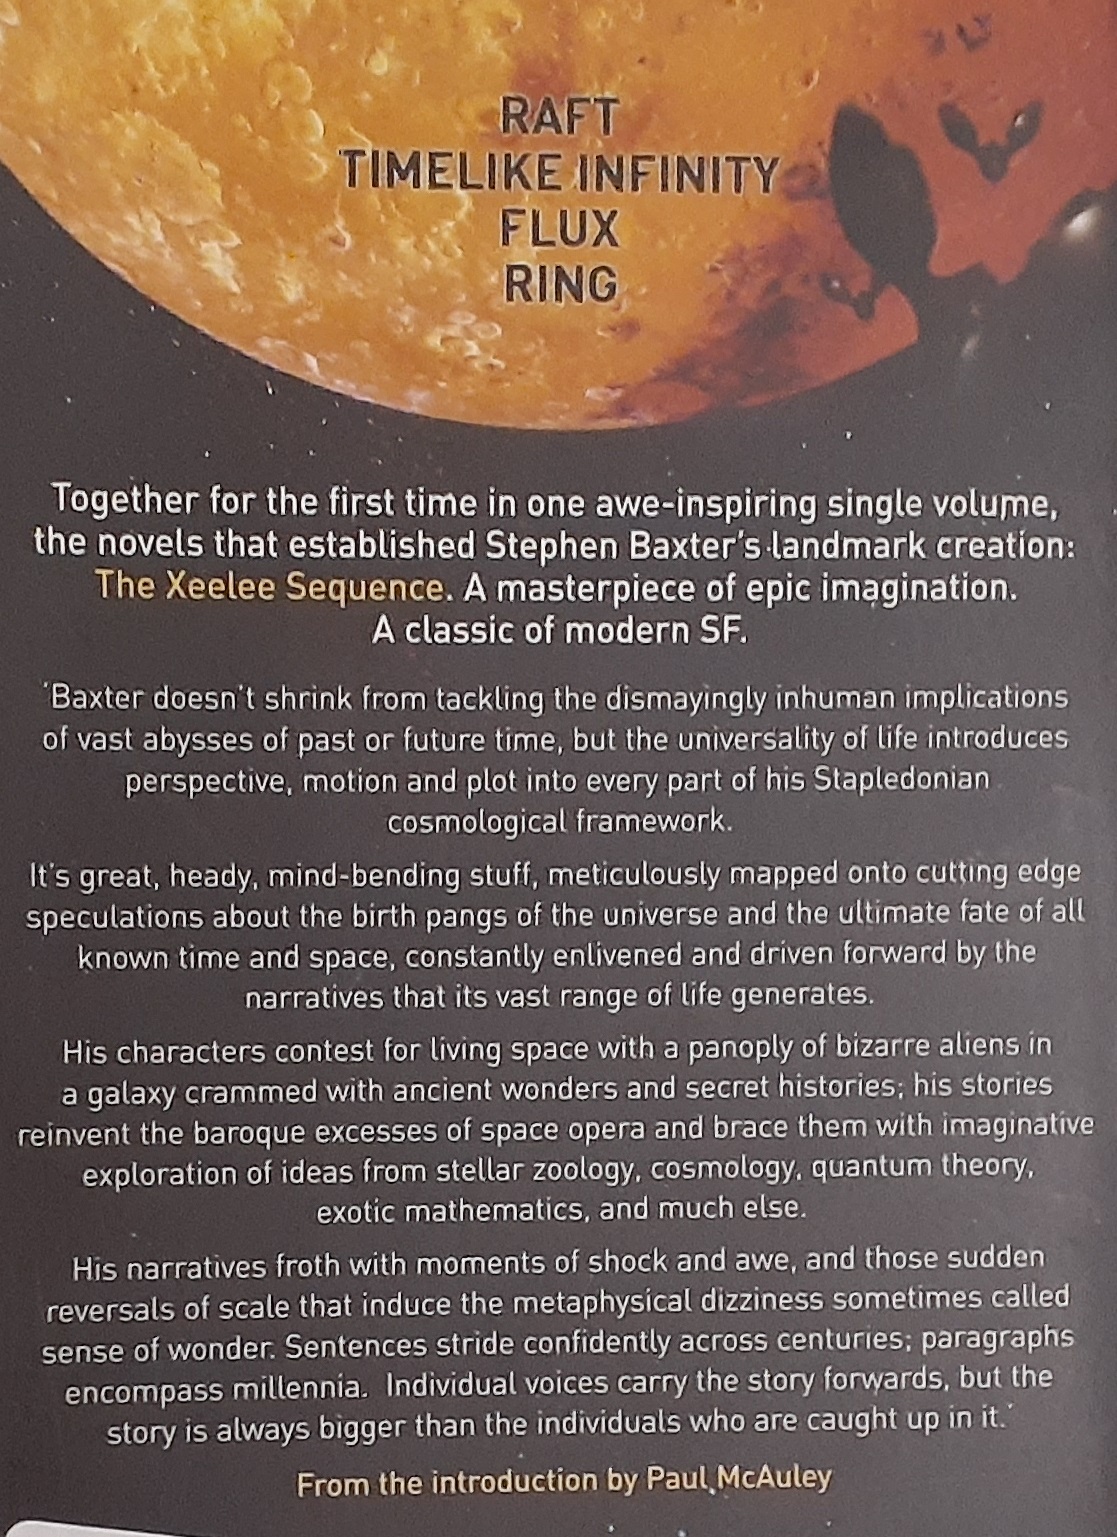 RAFT
TIMELIKE INFINITY
FLUX
RING
Together for the first time in one awe-inspiring single volume,
the novels that established Stephen Baxter's landmark creation:
The Xeelee Sequence. A masterpiece of epic imagination.
A classic of modern SF.
'Baxter doesn't shrink from tackling the dismayingly inhuman implications
of vast abysses of past or future time, but the universality of life introduces
perspective, motion and plot into every part of his Stapledonian
cosmological framework.
It's great, heady, mind-bending stuff, meticulously mapped onto cutting edge
speculations about the birth pangs of the universe and the ultimate fate of all
known time and space, constantly enlivened and driven forward by the
narratives that its vast range of life generates.
His characters contest for living space with a panoply of bizarre aliens in
a galaxy crammed with ancient wonders and secret histories; his stories
reinvent the baroque excesses of space opera and brace them with imaginative
exploration of ideas from stellar zoology, cosmology, quantum theory,
exotic mathematics, and much else.
His narratives froth with moments of shock and awe, and those sudden
reversals of scale that induce the metaphysical dizziness sometimes called
sense of wonder. Sentences stride confidently across centuries; paragraphs
encompass millennia. Individual voices carry the story forwards, but the
story is always bigger than the individuals who are caught up in it.'
From the introduction by Paul McAuley